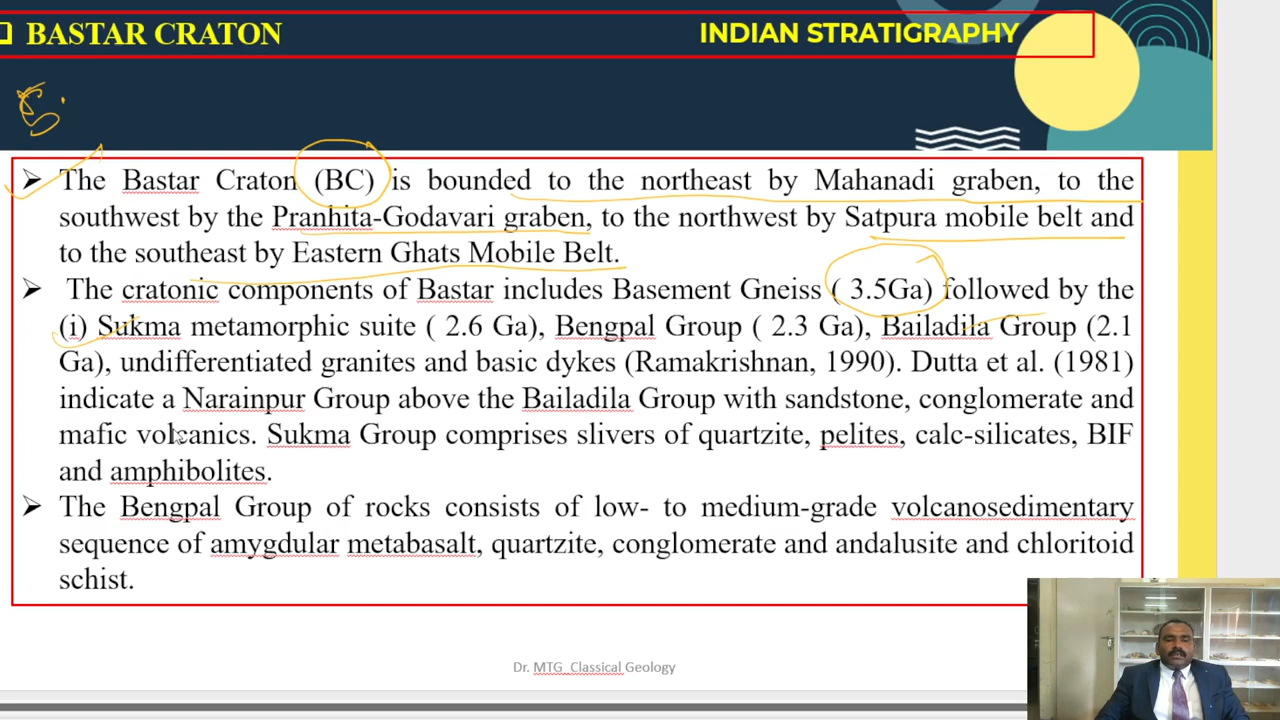 BASTAR CRATON
INDIAN STRATIGRAPHY
The Bastar Craton (BC) is bounded to the northeast by Mahanadi graben, to the
southwest by the Pranhita-Godavari graben, to the northwest by Satpura mobile belt and
to the southeast by Eastern Ghats Mobile Belt.
The cratonic components of Bastar includes Basement Gneiss ( 3.5Ga) followed by the
(i) Sukma metamorphic suite ( 2.6 Ga), Bengpal Group ( 2.3 Ga), Bailadila Group (2.1
Ga), undifferentiated granites and basic dykes (Ramakrishnan, 1990). Dutta et al. (1981)
indicate a Narainpur Group above the Bailadila Group with sandstone, conglomerate and
mafic volcanics. Sukma Group comprises slivers of quartzite, pelites, calc-silicates, BIF
and amphibolites.
The Bengpal Group of rocks consists of low- to medium-grade volcanosedimentary
sequence of amygdular metabasalt, quartzite, conglomerate and andalusite and chloritoid
schist.
Dr. MTG_Classical Geology